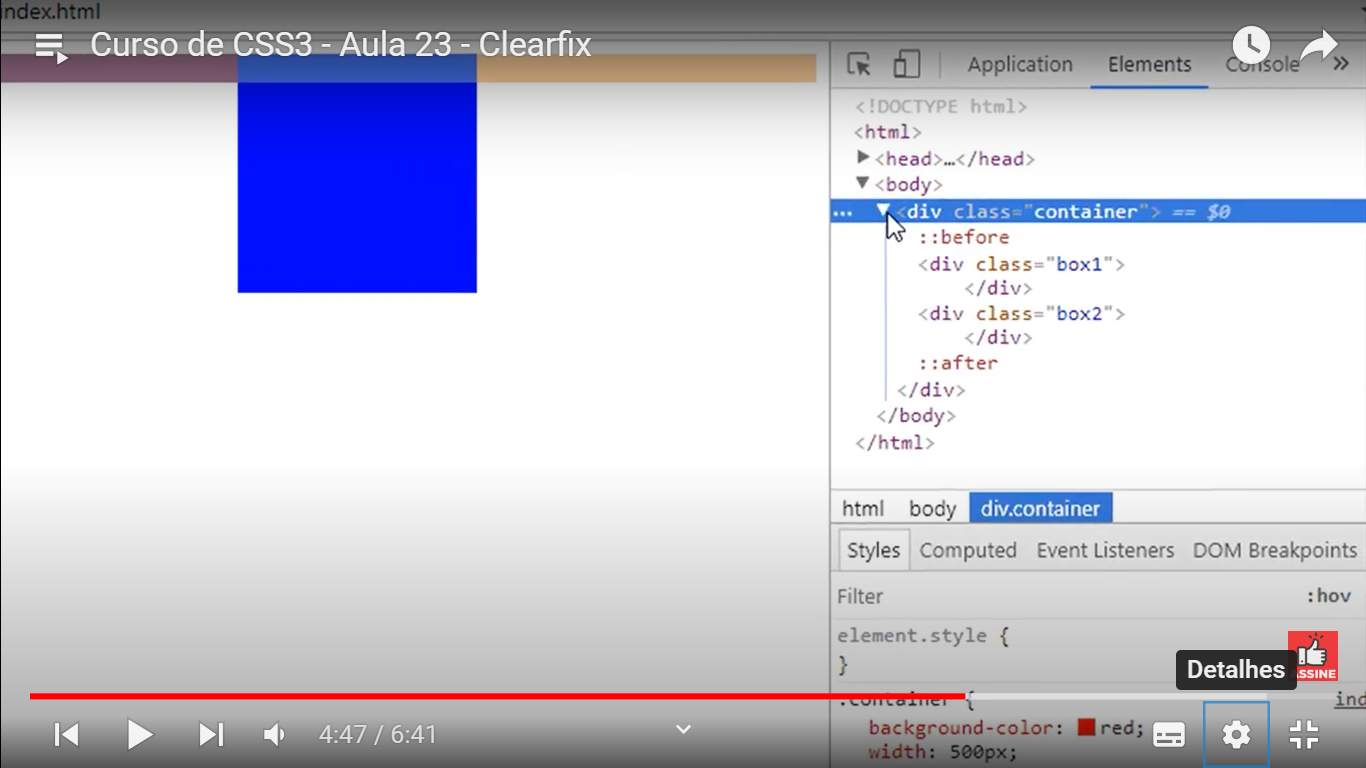 index.html
Curso de CSS3 - Aula 23 - Clearfix
Application Elements Console »
<!DOCTYPE html>
<html>
▶<head>…</head>
▼<body>
… ▼<div class="container"> == $0
::before
<div class="box1">
</div>
<div class="box2">
</div>
::after
</div>
</body>
</html>
html body div.container
Styles Computed Event Listeners DOM Breakpoints
Filter :hov
element.style {
}
Detalhes
SSINE
.container { ind
background-color: red;
width: 500px;
4:47 / 6:41